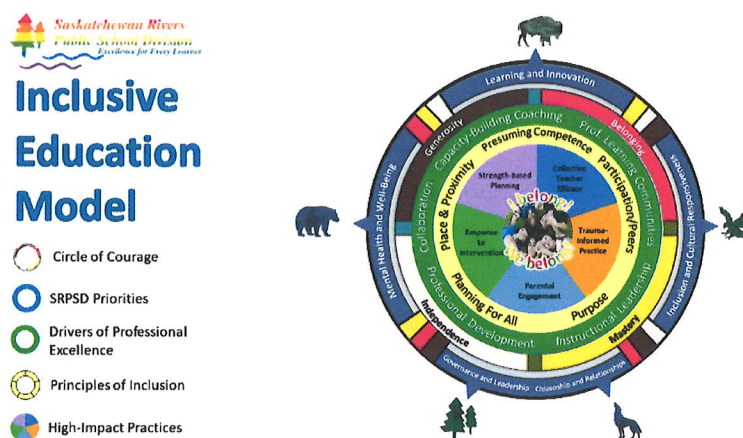 Saskatchewan Rivers
Public School Division
Excellence for Every Learner
Inclusive
Education
Model
Circle of Courage
SRPSD Priorities
Drivers of Professional
Excellence
Principles of Inclusion
High-Impact Practices
Learning and Innovation
Inclusion and Cultural Responsiveness
Governance and Leadership - Citizenship and Relationships
Mental Health and Well-Being
Generosity
Belonging
Mastery
Independence
Capacity-Building Coaching
Prof. Learning Communities
Instructional Leadership
Professional Development
Collaboration
Presuming Competence
Participation/Peers
Purpose
Planning For All
Place & Proximity
Strength-Based
Planning
Collective
Teacher
Efficacy
Trauma-
Informed
Practice
Parental
Engagement
Response
to
Intervention
I belong!
We belong!